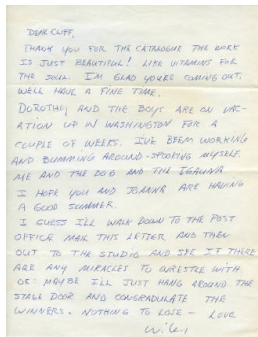 DEAR CLIFF,
THANK YOU FOR THE CATALOGUE THE WORK
IS JUST BEAUTIFUL! LIKE VITAMINS FOR
THE SOUL. I'M GLAD YOURE COMING OUT,
WE'LL HAVE A FINE TIME.
DOROTHY, AND THE BOYS ARE ON VAC-
ATION UP IN WASHINGTON FOR A
COUPLE OF WEEKS. I'VE BEEM WORKING
AND BUMMING AROUND - SPOOKING MYSELF.
ME AND THE DOG AND THE IGAUNA
I HOPE YOU AND JOANNA ARE HAVING
A GOOD SUMMER.
I GUESS I'LL WALK DOWN TO THE POST
OFFICE MAIL THIS LETTER AND THEN
OUT TO THE STUDIO AND SEE IF THERE
ARE ANY MIRACLES TO WRESTLE WITH
OR MAYBE I'LL JUST HANG AROUND THE
STAGE DOOR AND CONGRADULATE THE
WINNERS. NOTHING TO LOSE - LOVE